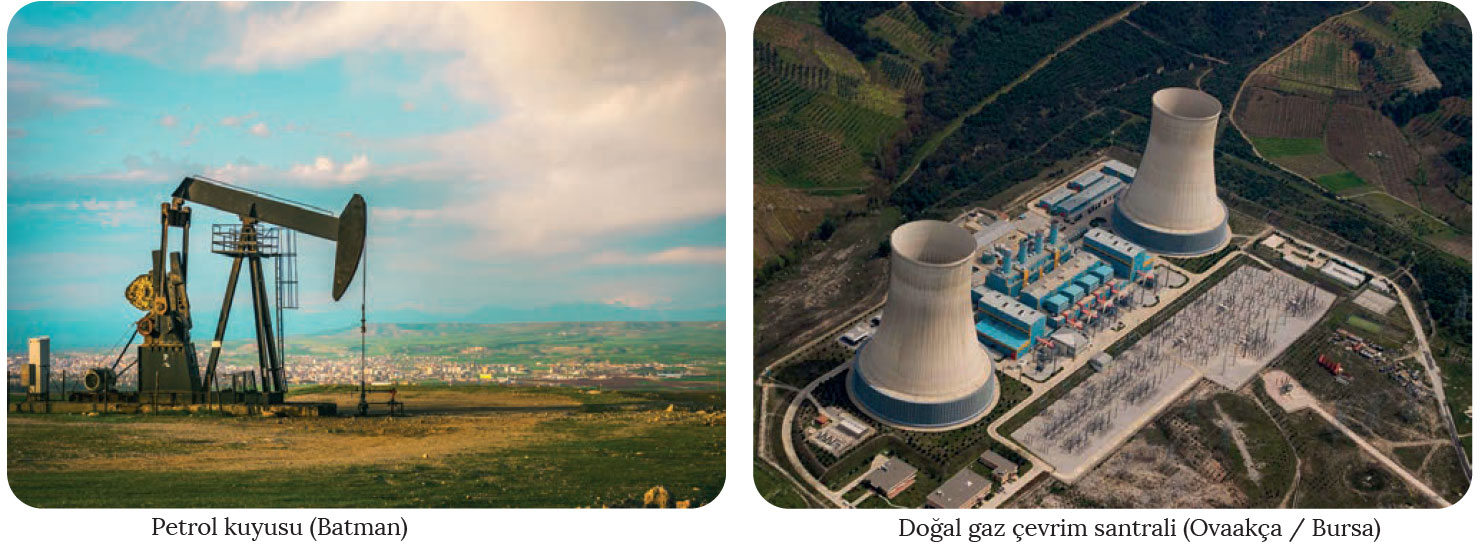 Petrol kuyusu (Batman)
Doğal gaz çevrim santrali (Ovaakça / Bursa)